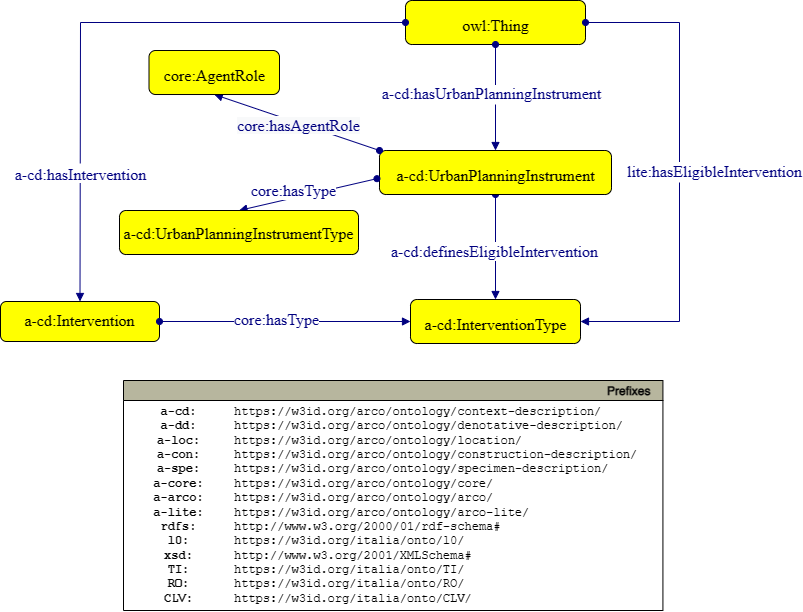 owl:Thing
core:AgentRole
a-cd:hasUrbanPlanningInstrument
core:hasAgentRole
a-cd:hasIntervention
a-cd:UrbanPlanningInstrument
lite:hasEligibleIntervention
core:hasType
a-cd:UrbanPlanningInstrumentType
a-cd:definesEligibleIntervention
a-cd:Intervention
core:hasType
a-cd:InterventionType
Prefixes
a-cd: https://w3id.org/arco/ontology/context-description/
a-dd: https://w3id.org/arco/ontology/denotative-description/
a-loc: https://w3id.org/arco/ontology/location/
a-con: https://w3id.org/arco/ontology/construction-description/
a-spe: https://w3id.org/arco/ontology/specimen-description/
a-core: https://w3id.org/arco/ontology/core/
a-arco: https://w3id.org/arco/ontology/arco/
a-lite: https://w3id.org/arco/ontology/arco-lite/
rdfs: http://www.w3.org/2000/01/rdf-schema#
l0: https://w3id.org/italia/onto/l0/
xsd: http://www.w3.org/2001/XMLSchema#
TI: https://w3id.org/italia/onto/TI/
RO: https://w3id.org/italia/onto/RO/
CLV: https://w3id.org/italia/onto/CLV/